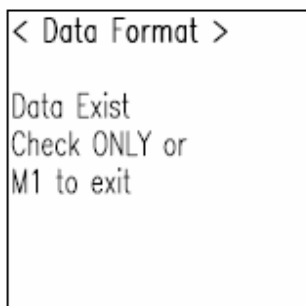 < Data Format >
Data Exist
Check ONLY or
M1 to exit